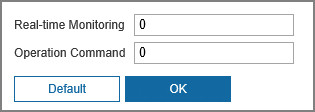 Real-time Monitoring 0
Operation Command 0
Default OK